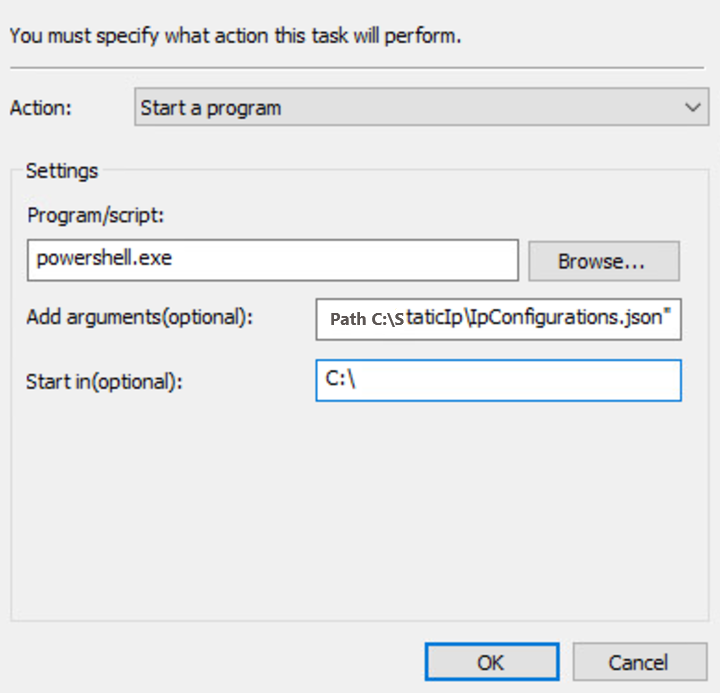 You must specify what action this task will perform.
Action:
Start a program
Settings
Program/script:
powershell.exe
Browse...
Add arguments(optional):
Path C:\StaticIp\IpConfigurations.json"
Start in(optional):
C:\
OK
Cancel